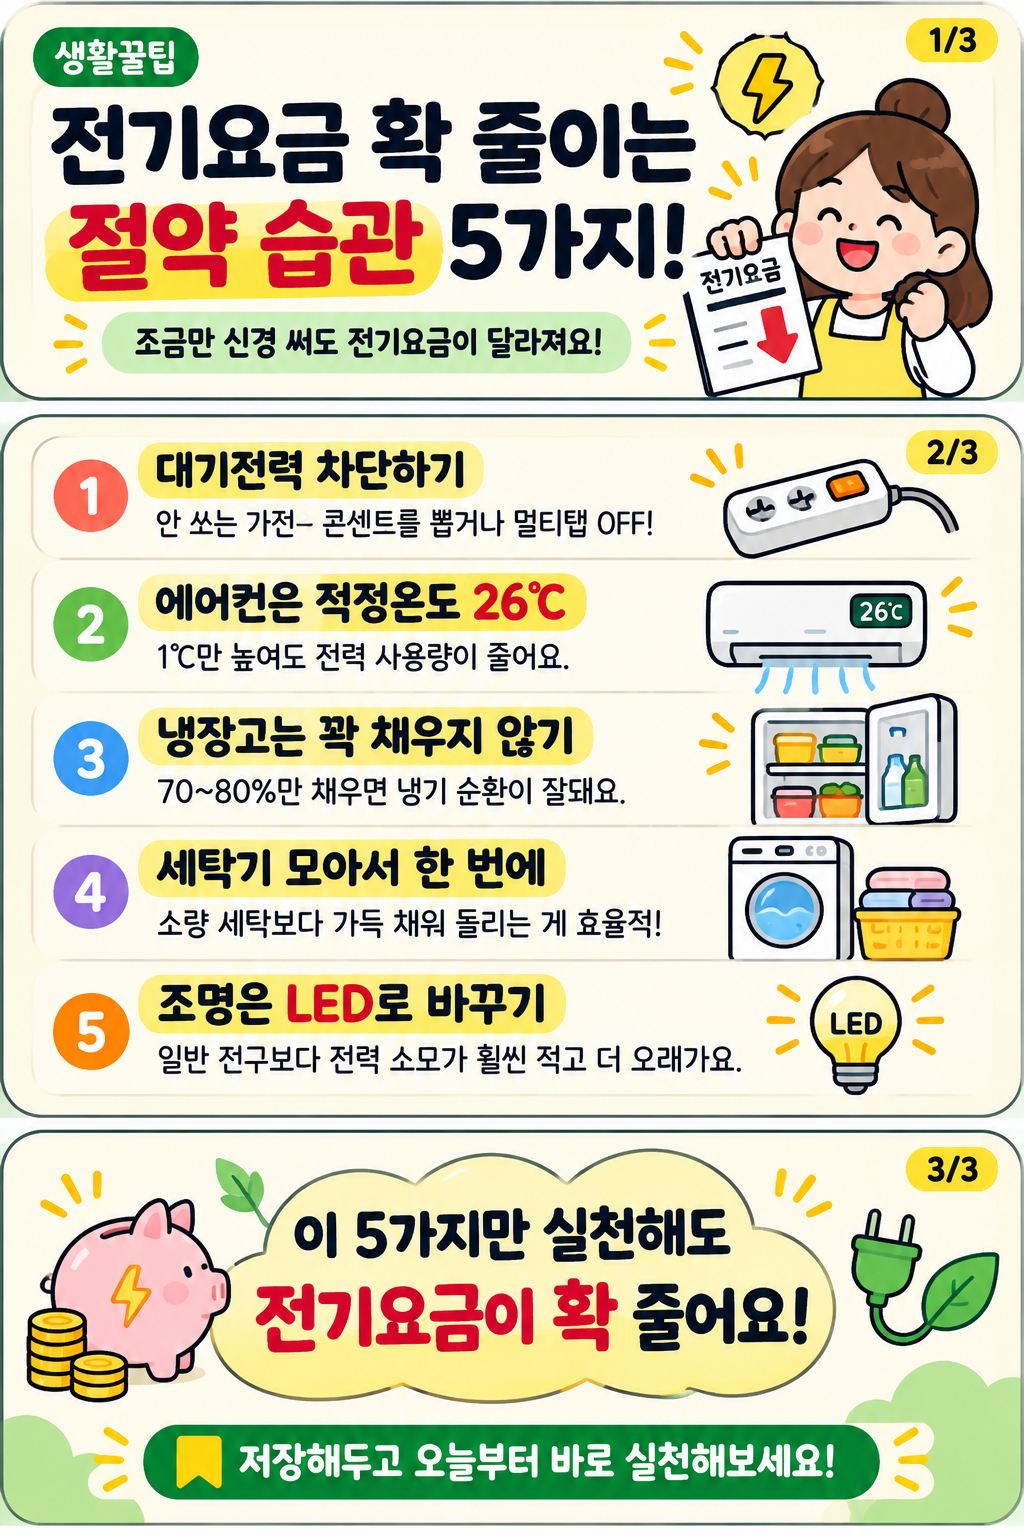 생활꿀팁
1/3
전기요금 확 줄이는
절약 습관 5가지!
조금만 신경 써도 전기요금이 달라져요!
전기요금
2/3
1
대기전력 차단하기
안 쓰는 가전– 콘센트를 뽑거나 멀티탭 OFF!
2
에어컨은 적정온도 26℃
1℃만 높여도 전력 사용량이 줄어요.
26℃
3
냉장고는 꽉 채우지 않기
70~80%만 채우면 냉기 순환이 잘돼요.
4
세탁기 모아서 한 번에
소량 세탁보다 가득 채워 돌리는 게 효율적!
5
조명은 LED로 바꾸기
일반 전구보다 전력 소모가 훨씬 적고 더 오래가요.
LED
3/3
이 5가지만 실천해도
전기요금이 확 줄어요!
저장해두고 오늘부터 바로 실천해보세요!